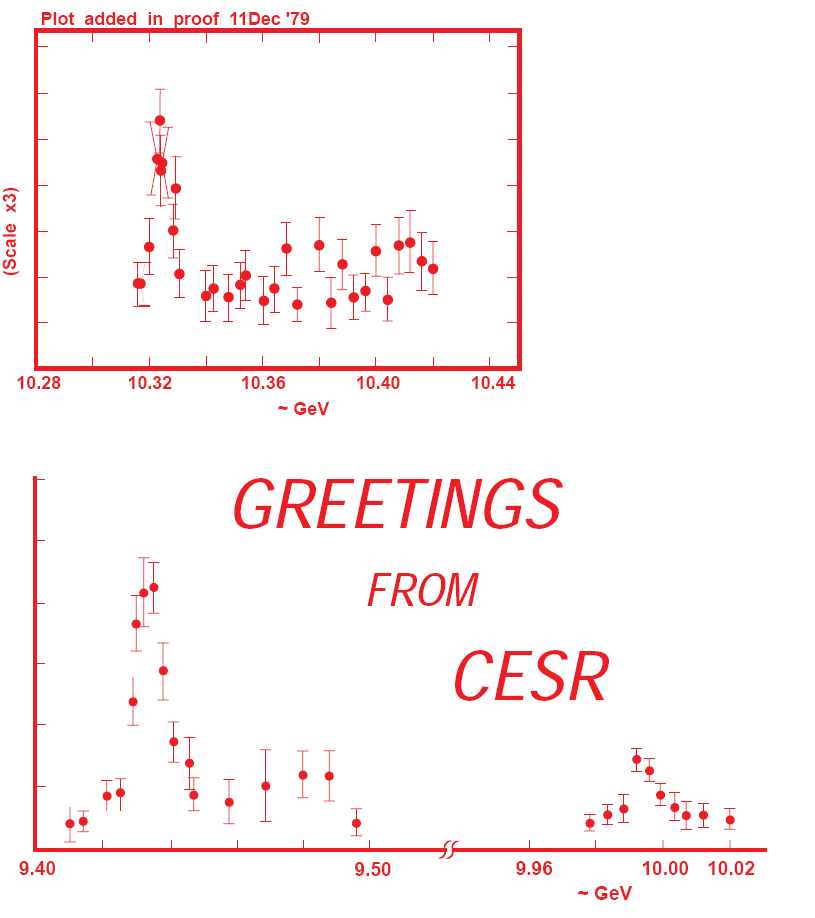 Plot added in proof 11Dec '79
(Scale x3)
10.28 10.32 10.36 10.40 10.44
~ GeV
GREETINGS
FROM
CESR
9.40 9.50 9.96 10.00 10.02
~ GeV